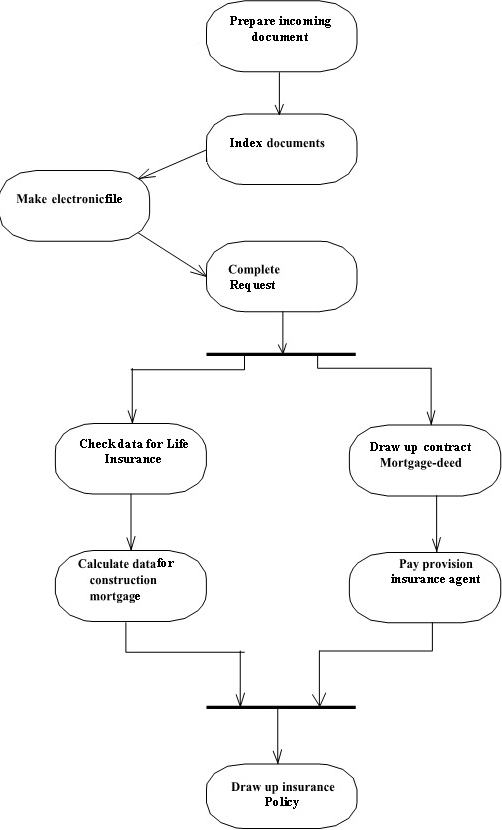 Prepare incoming
document
Index documents
Make electronicfile
Complete
Request
Check data for Life
Insurance
Draw up contract
Mortgage-deed
Calculate datafor
construction
mortgage
Pay provision
insurance agent
Draw up insurance
Policy